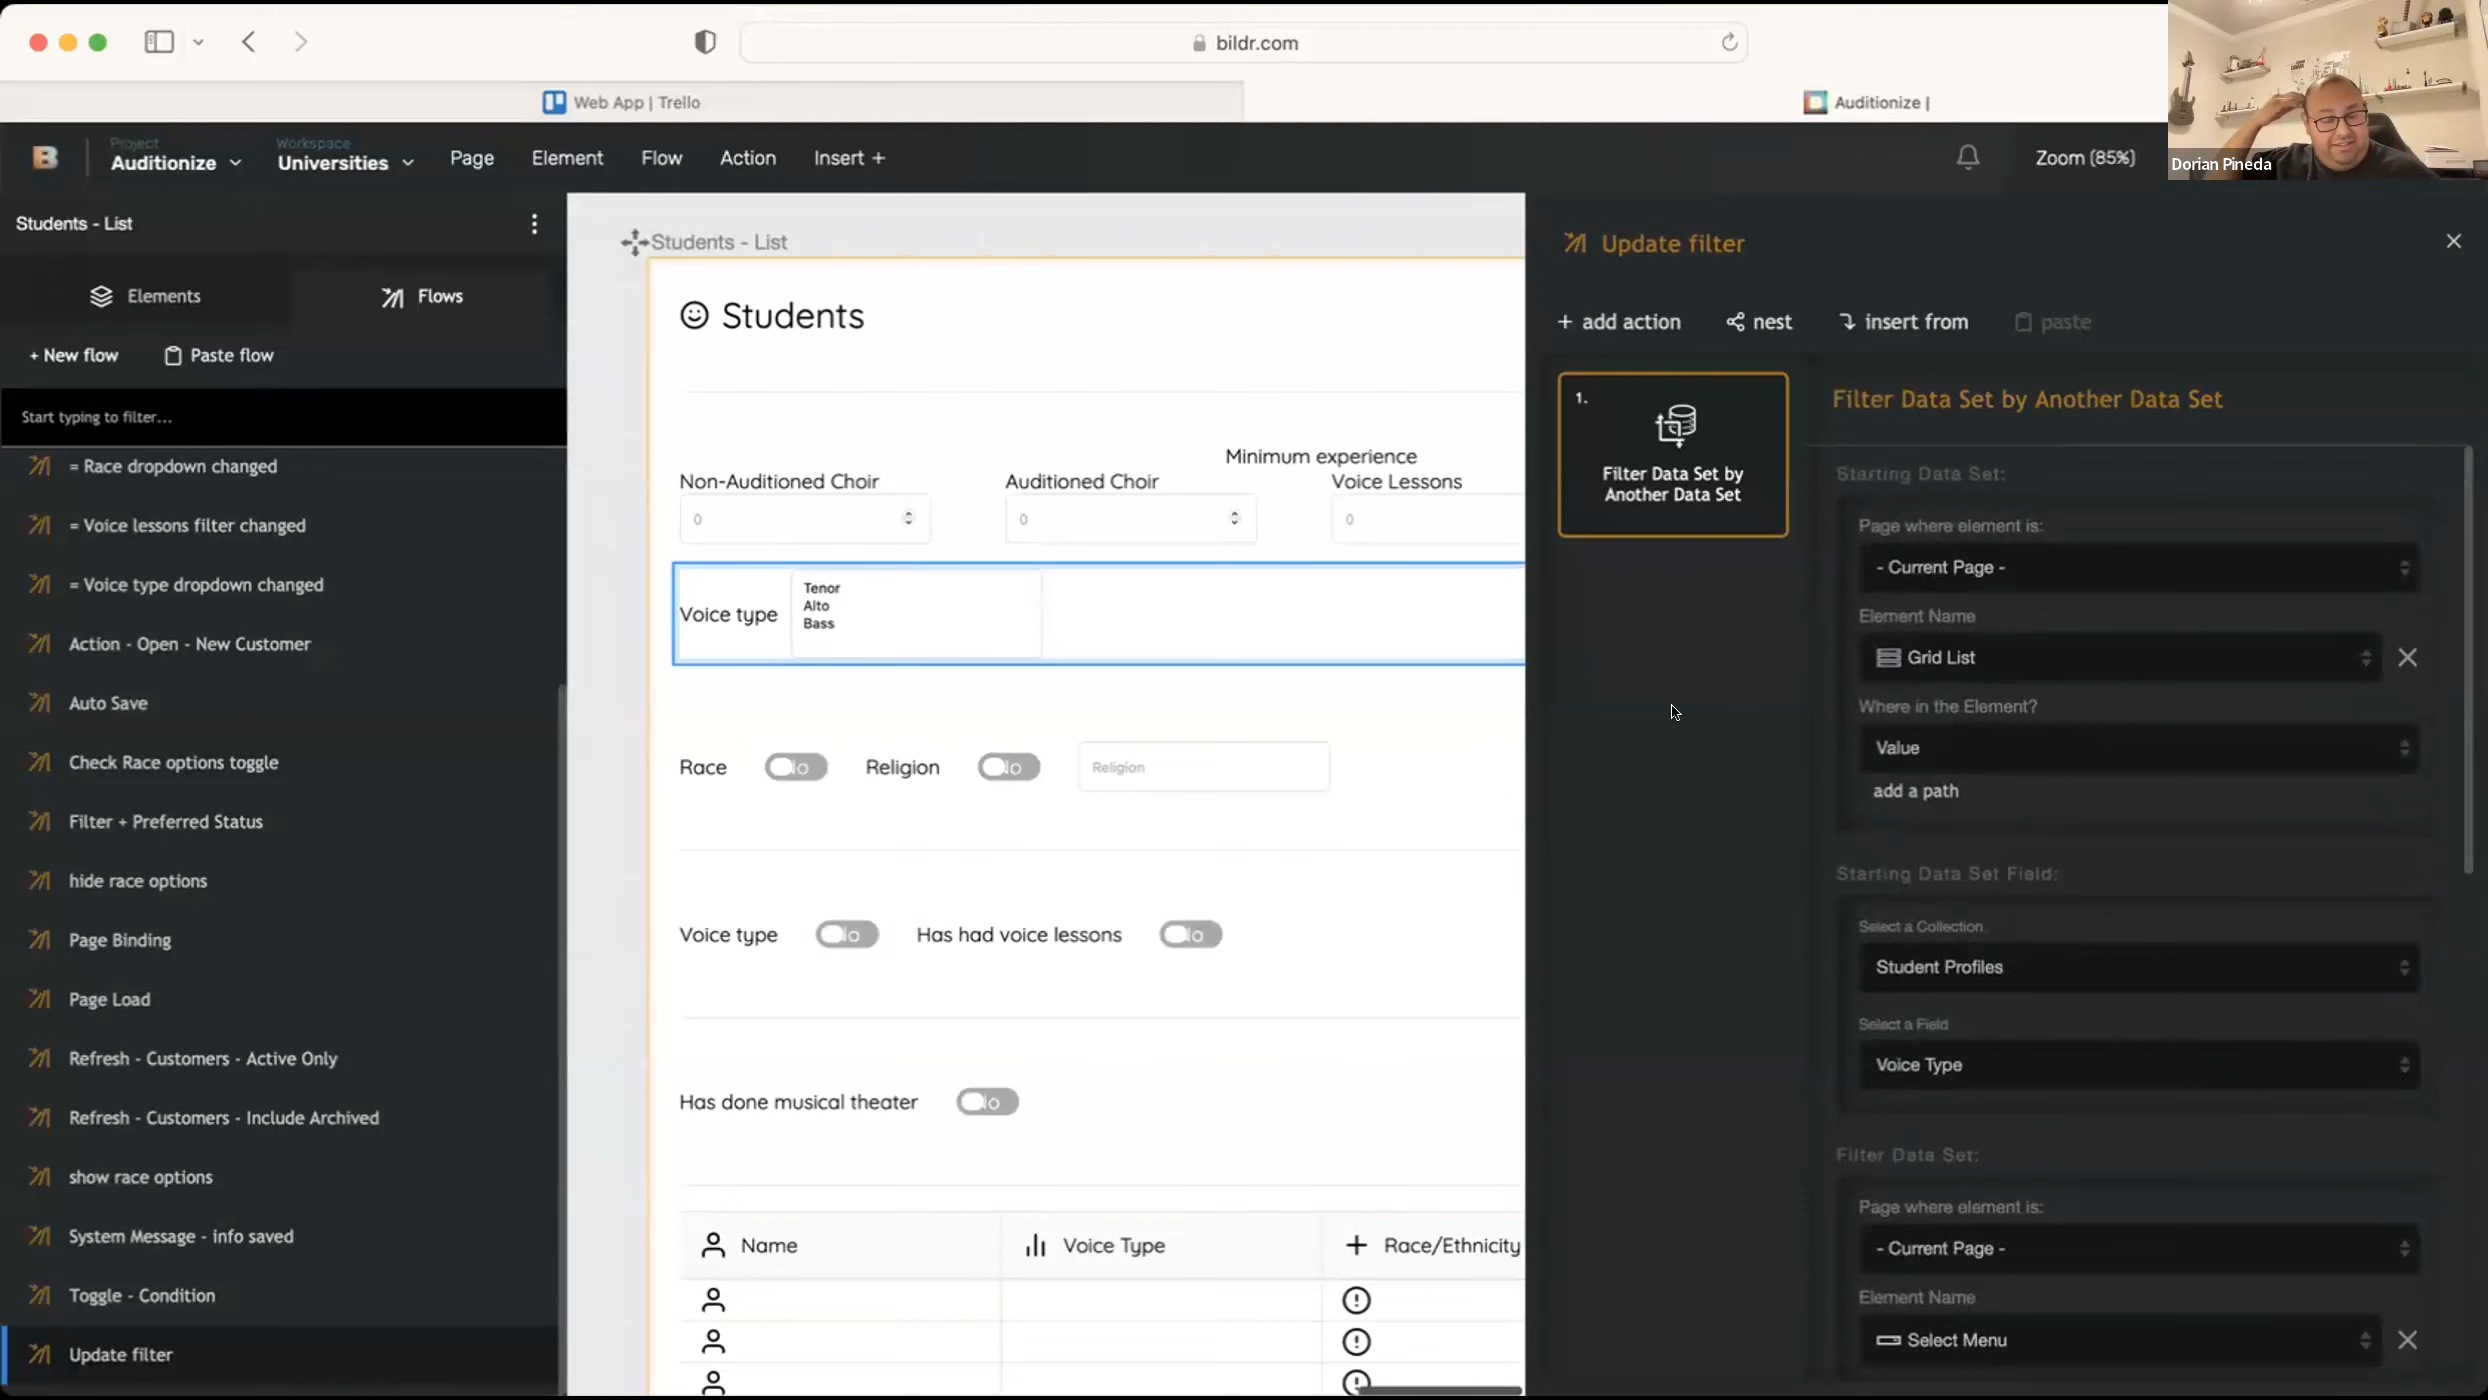 bildr.com
Web App | Trello
Auditionize |
Dorian Pineda
Project
Auditionize
Workspace
Universities
Page
Element
Flow
Action
Insert +
Zoom (85%)
Students - List
Elements
Flows
+ New flow
Paste flow
Start typing to filter...
= Race dropdown changed
= Voice lessons filter changed
= Voice type dropdown changed
Action - Open - New Customer
Auto Save
Check Race options toggle
Filter + Preferred Status
hide race options
Page Binding
Page Load
Refresh - Customers - Active Only
Refresh - Customers - Include Archived
show race options
System Message - info saved
Toggle - Condition
Update filter
Students - List
Students
Minimum experience
Non-Auditioned Choir
Auditioned Choir
Voice Lessons
0
0
0
Voice type
Tenor
Alto
Bass
Race
Religion
Religion
Voice type
Has had voice lessons
Has done musical theater
Name
Voice Type
Race/Ethnicity
Update filter
+ add action
nest
insert from
paste
1.
Filter Data Set by
Another Data Set
Filter Data Set by Another Data Set
Starting Data Set:
Page where element is:
- Current Page -
Element Name
Grid List
Where in the Element?
Value
add a path
Starting Data Set Field:
Select a Collection
Student Profiles
Select a Field
Voice Type
Filter Data Set:
Page where element is:
- Current Page -
Element Name
Select Menu